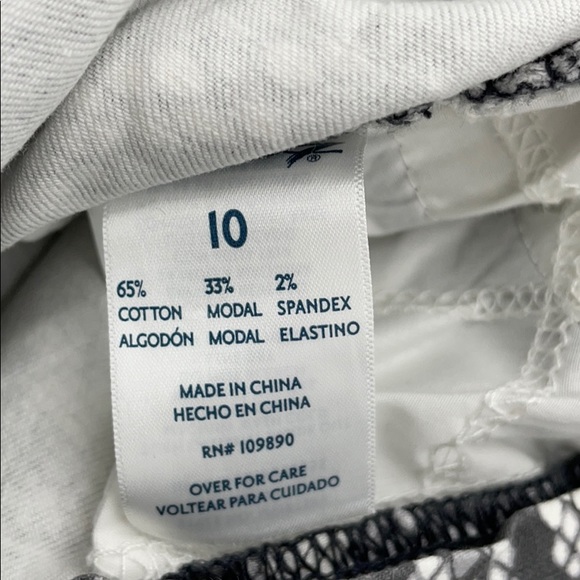 ®
10
65% 33% 2%
COTTON MODAL SPANDEX
ALGODÓN MODAL ELASTINO
MADE IN CHINA
HECHO EN CHINA
RN# 109890
OVER FOR CARE
VOLTEAR PARA CUIDADO